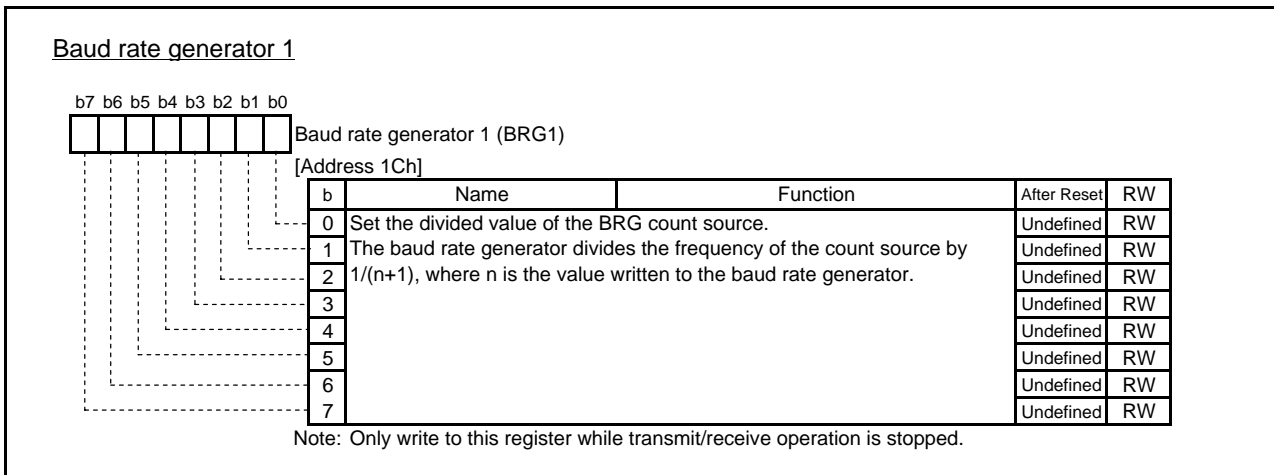 Baud rate generator 1
b7 b6 b5 b4 b3 b2 b1 b0
Baud rate generator 1 (BRG1)
[Address 1Ch]
b Name Function After Reset RW
0 Set the divided value of the BRG count source. Undefined RW
1 The baud rate generator divides the frequency of the count source by Undefined RW
2 1/(n+1), where n is the value written to the baud rate generator. Undefined RW
3 Undefined RW
4 Undefined RW
5 Undefined RW
6 Undefined RW
7 Undefined RW
Note: Only write to this register while transmit/receive operation is stopped.